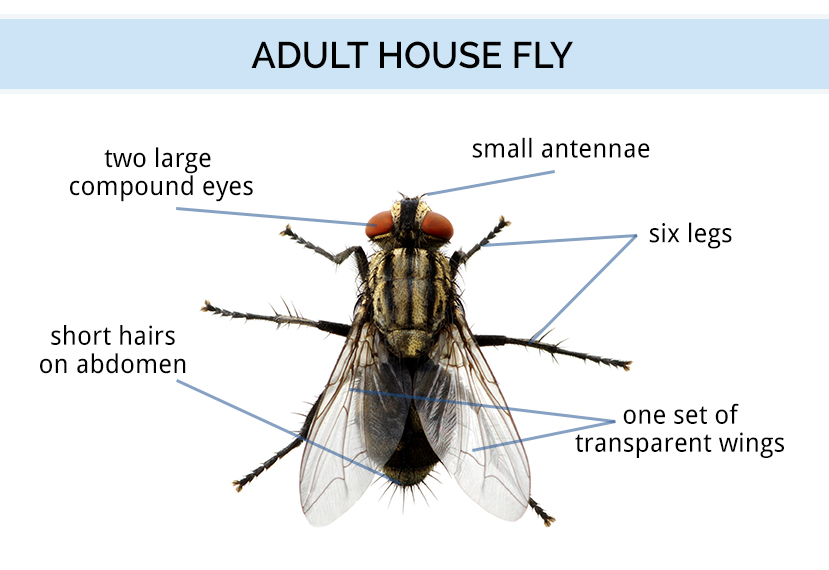 ADULT HOUSE FLY
two large
compound eyes
small antennae
six legs
short hairs
on abdomen
one set of
transparent wings